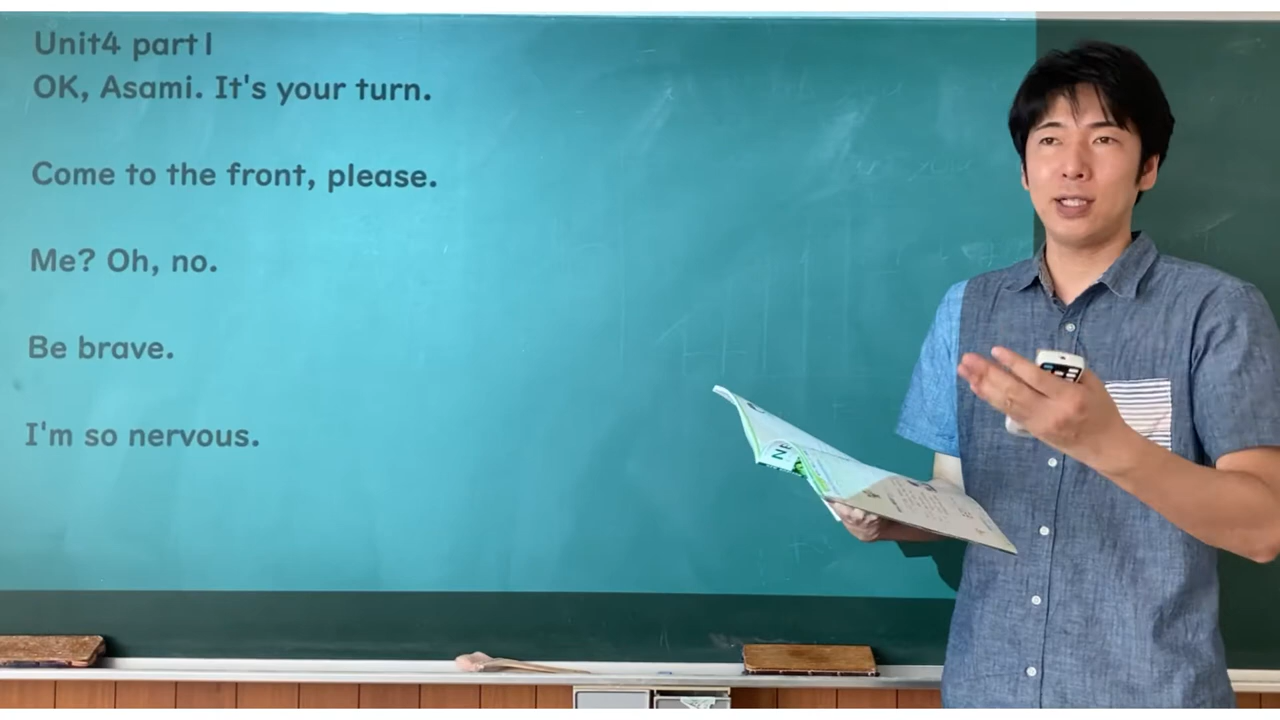 Unit4 part1
OK, Asami. It's your turn.
Come to the front, please.
Me? Oh, no.
Be brave.
I'm so nervous.